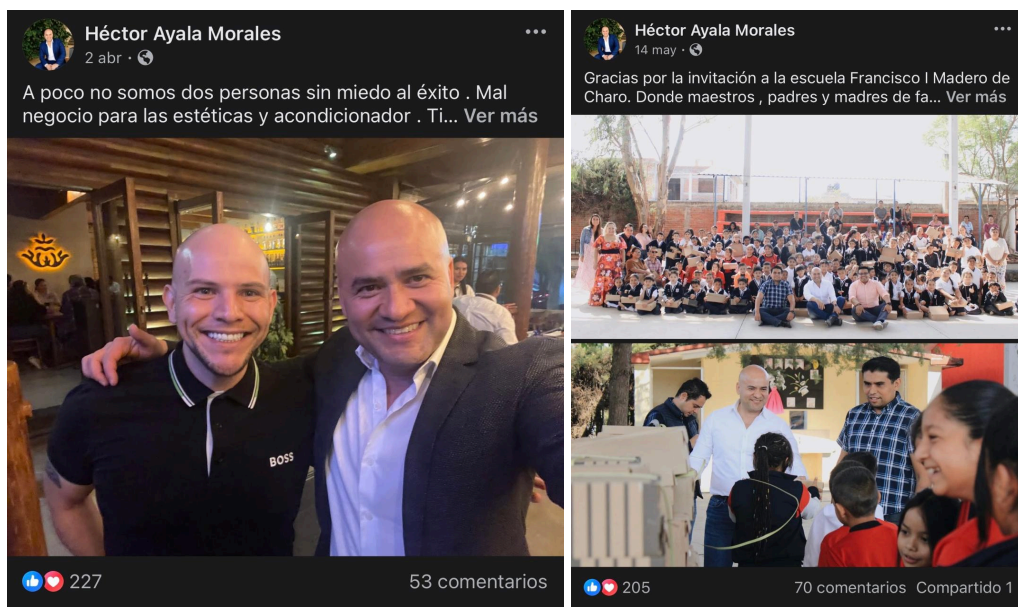 Héctor Ayala Morales
2 abr
A poco no somos dos personas sin miedo al éxito . Mal
negocio para las estéticas y acondicionador . Ti... Ver más
BOSS
227
53 comentarios
Héctor Ayala Morales
14 may
Gracias por la invitación a la escuela Francisco I Madero de
Charo. Donde maestros , padres y madres de fa... Ver más
205
70 comentarios Compartido 1